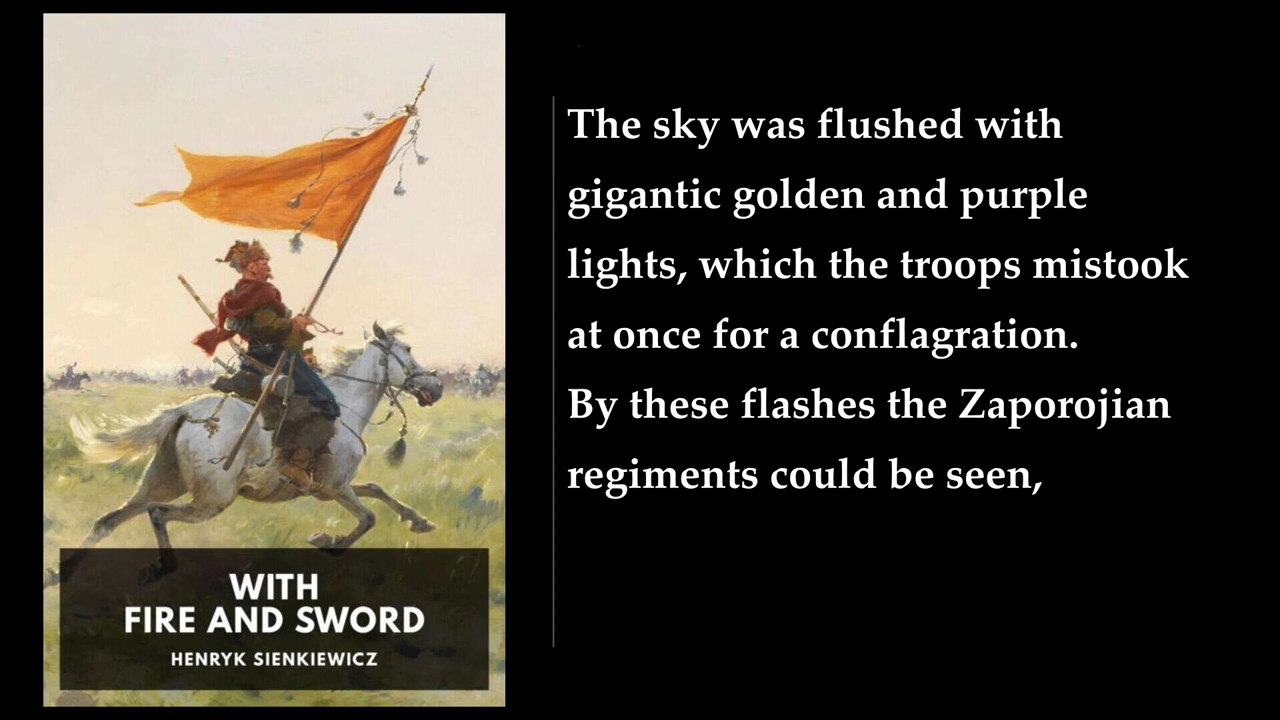 The sky was flushed with
gigantic golden and purple
lights, which the troops mistook
at once for a conflagration.
By these flashes the Zaporojian
regiments could be seen,
WITH
FIRE AND SWORD
HENRYK SIENKIEWICZ